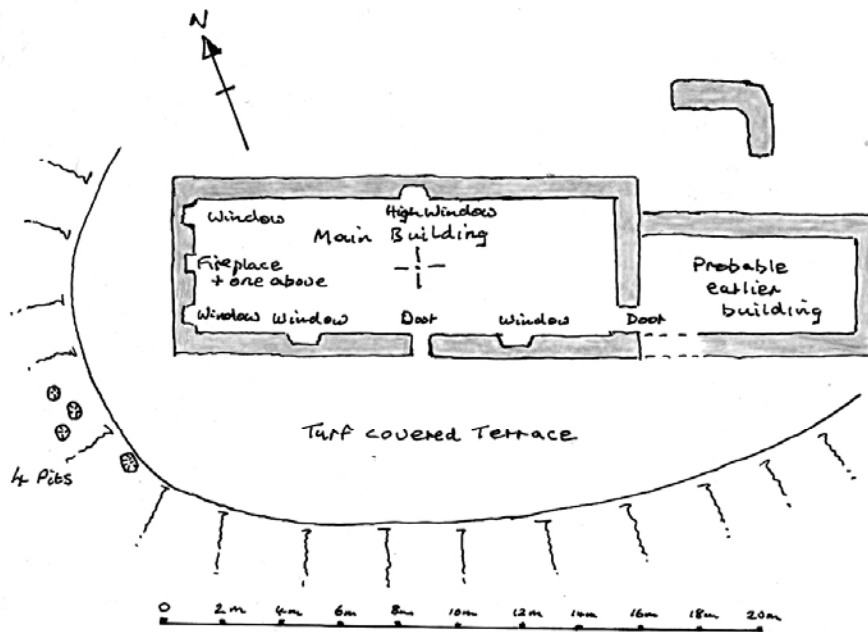 N
Window
High Window
Main Building
Fireplace
+ one above
Probable
earlier
building
Window
Window
Door
Window
Door
Turf covered Terrace
4 Pits
0 2m 4m 6m 8m 10m 12m 14m 16m 18m 20m